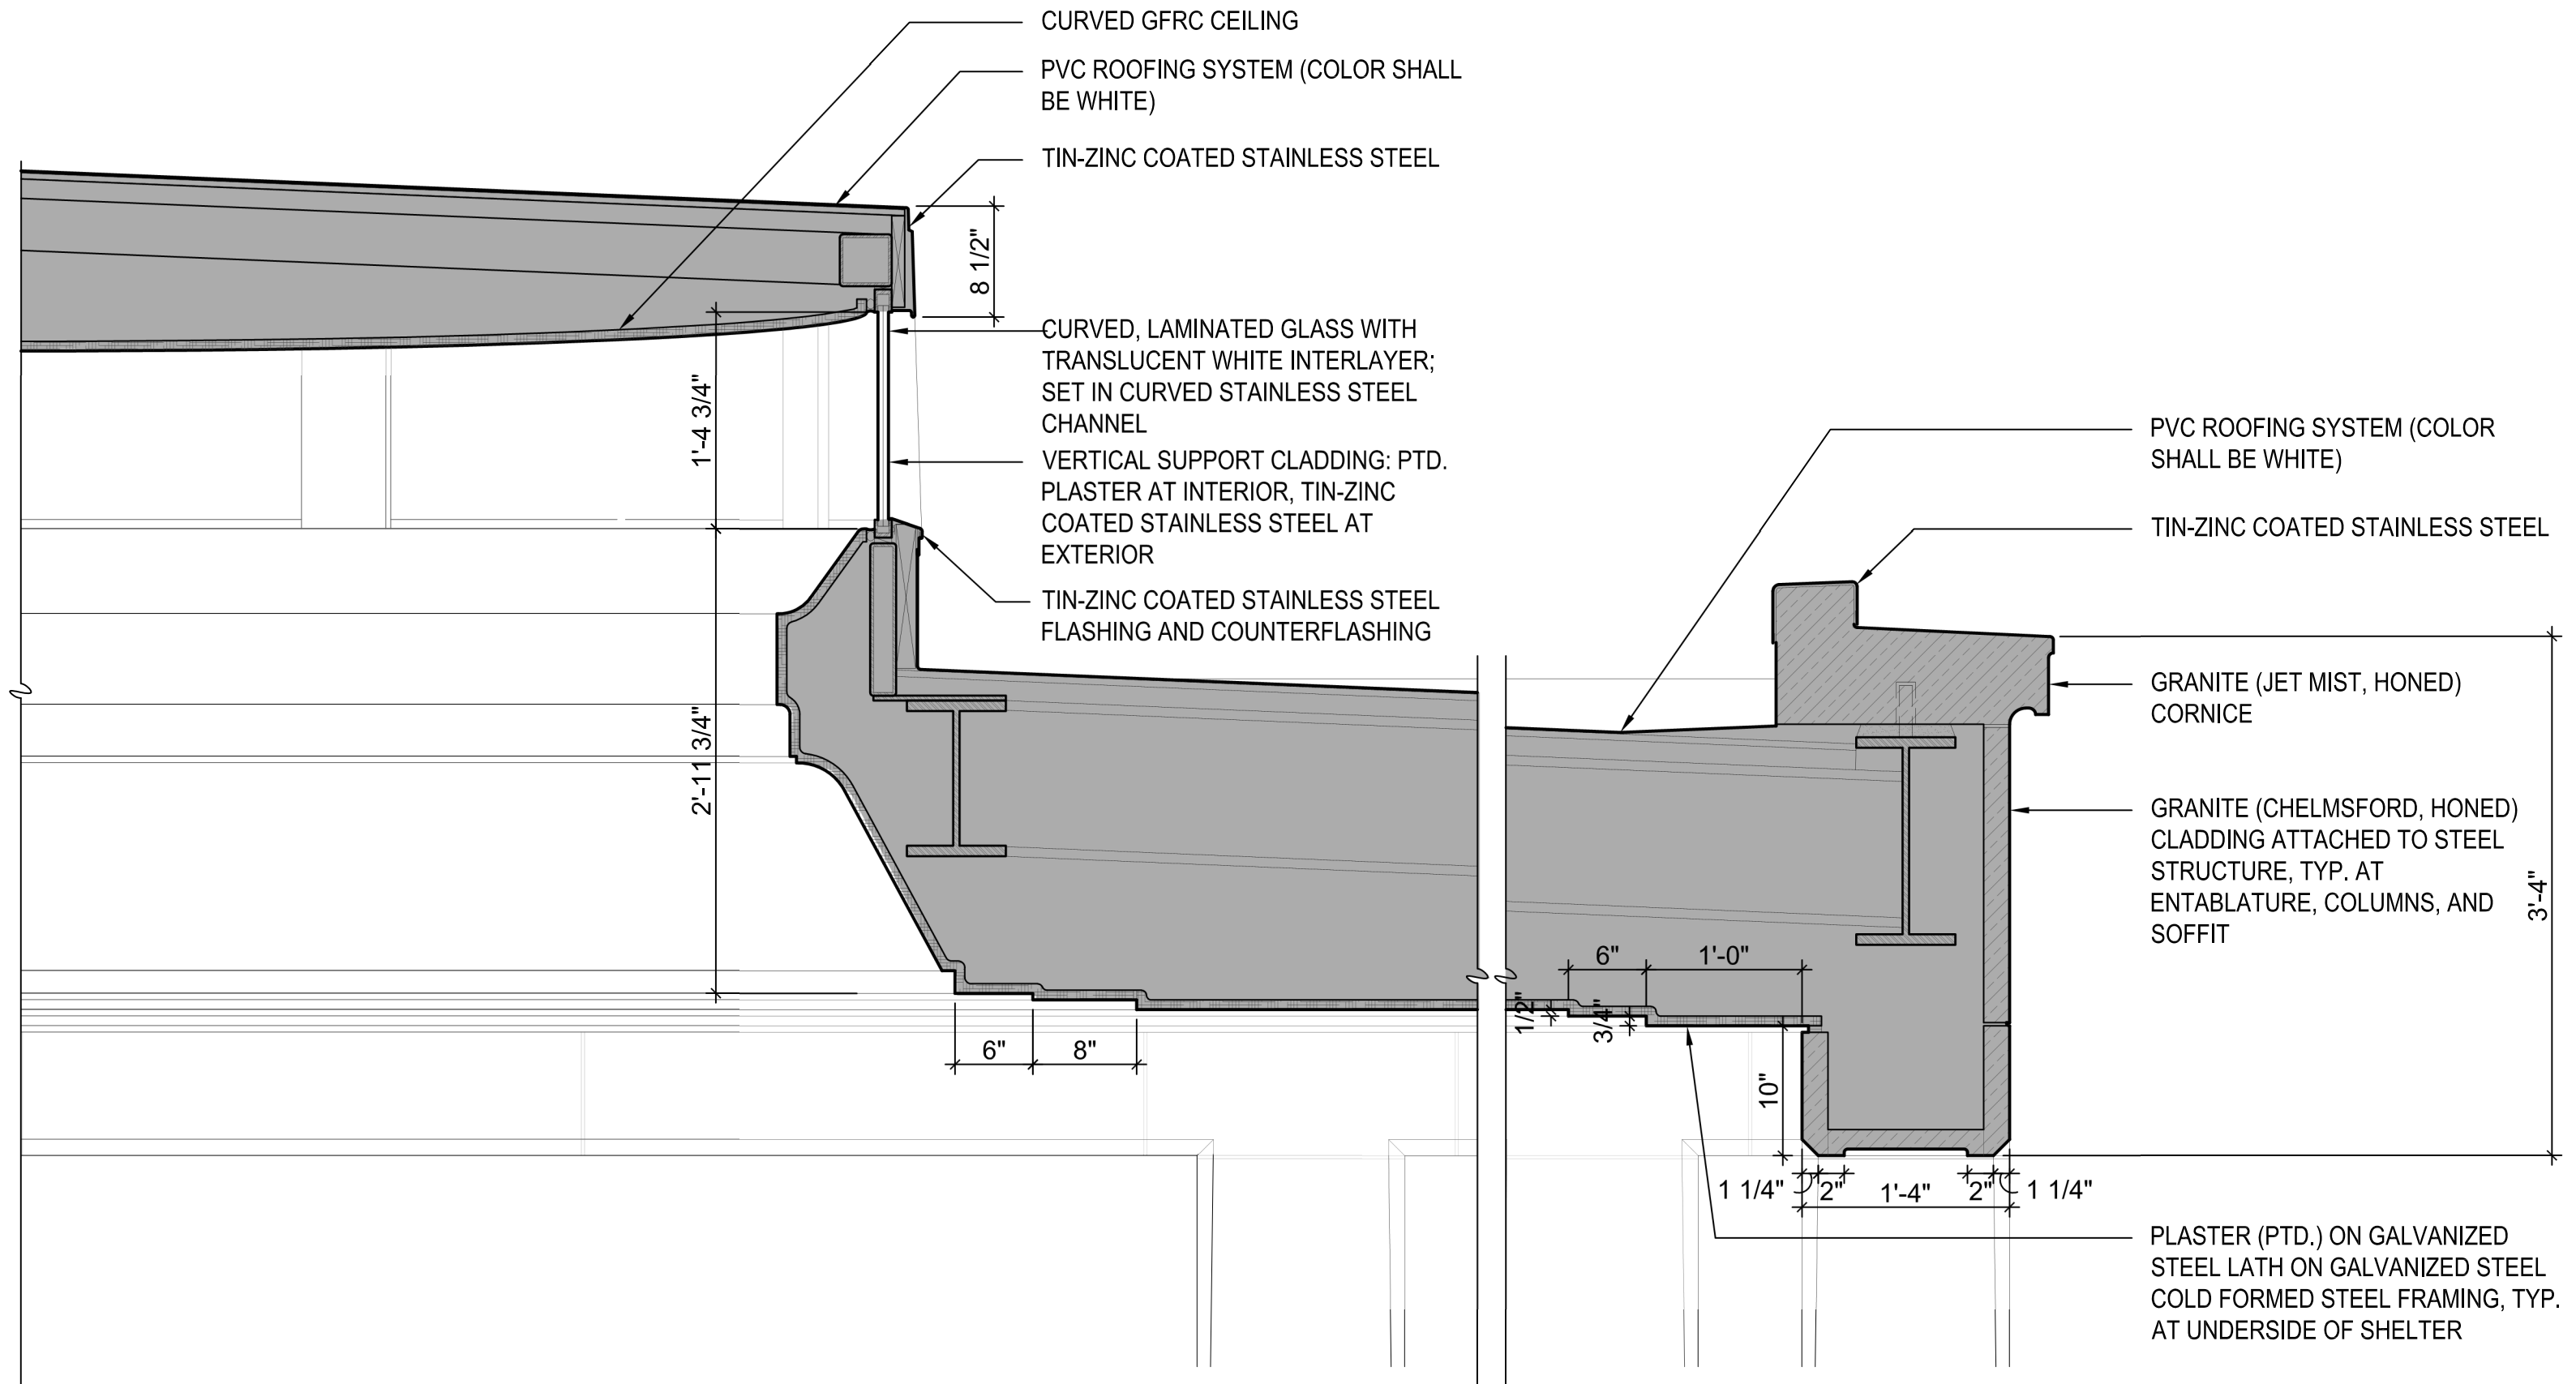 CURVED GFRC CEILING
PVC ROOFING SYSTEM (COLOR SHALL
BE WHITE)
TIN-ZINC COATED STAINLESS STEEL
8 1/2"
CURVED, LAMINATED GLASS WITH
TRANSLUCENT WHITE INTERLAYER;
SET IN CURVED STAINLESS STEEL
CHANNEL
1'-4 3/4"
VERTICAL SUPPORT CLADDING: PTD.
PLASTER AT INTERIOR, TIN-ZINC
COATED STAINLESS STEEL AT
EXTERIOR
TIN-ZINC COATED STAINLESS STEEL
FLASHING AND COUNTERFLASHING
2'-11 3/4"
6"
8"
PVC ROOFING SYSTEM (COLOR
SHALL BE WHITE)
TIN-ZINC COATED STAINLESS STEEL
GRANITE (JET MIST, HONED)
CORNICE
GRANITE (CHELMSFORD, HONED)
CLADDING ATTACHED TO STEEL
STRUCTURE, TYP. AT
ENTABLATURE, COLUMNS, AND
SOFFIT
3'-4"
6"
1'-0"
1/2"
3/4"
10"
1 1/4"
2"
1'-4"
2"
1 1/4"
PLASTER (PTD.) ON GALVANIZED
STEEL LATH ON GALVANIZED STEEL
COLD FORMED STEEL FRAMING, TYP.
AT UNDERSIDE OF SHELTER